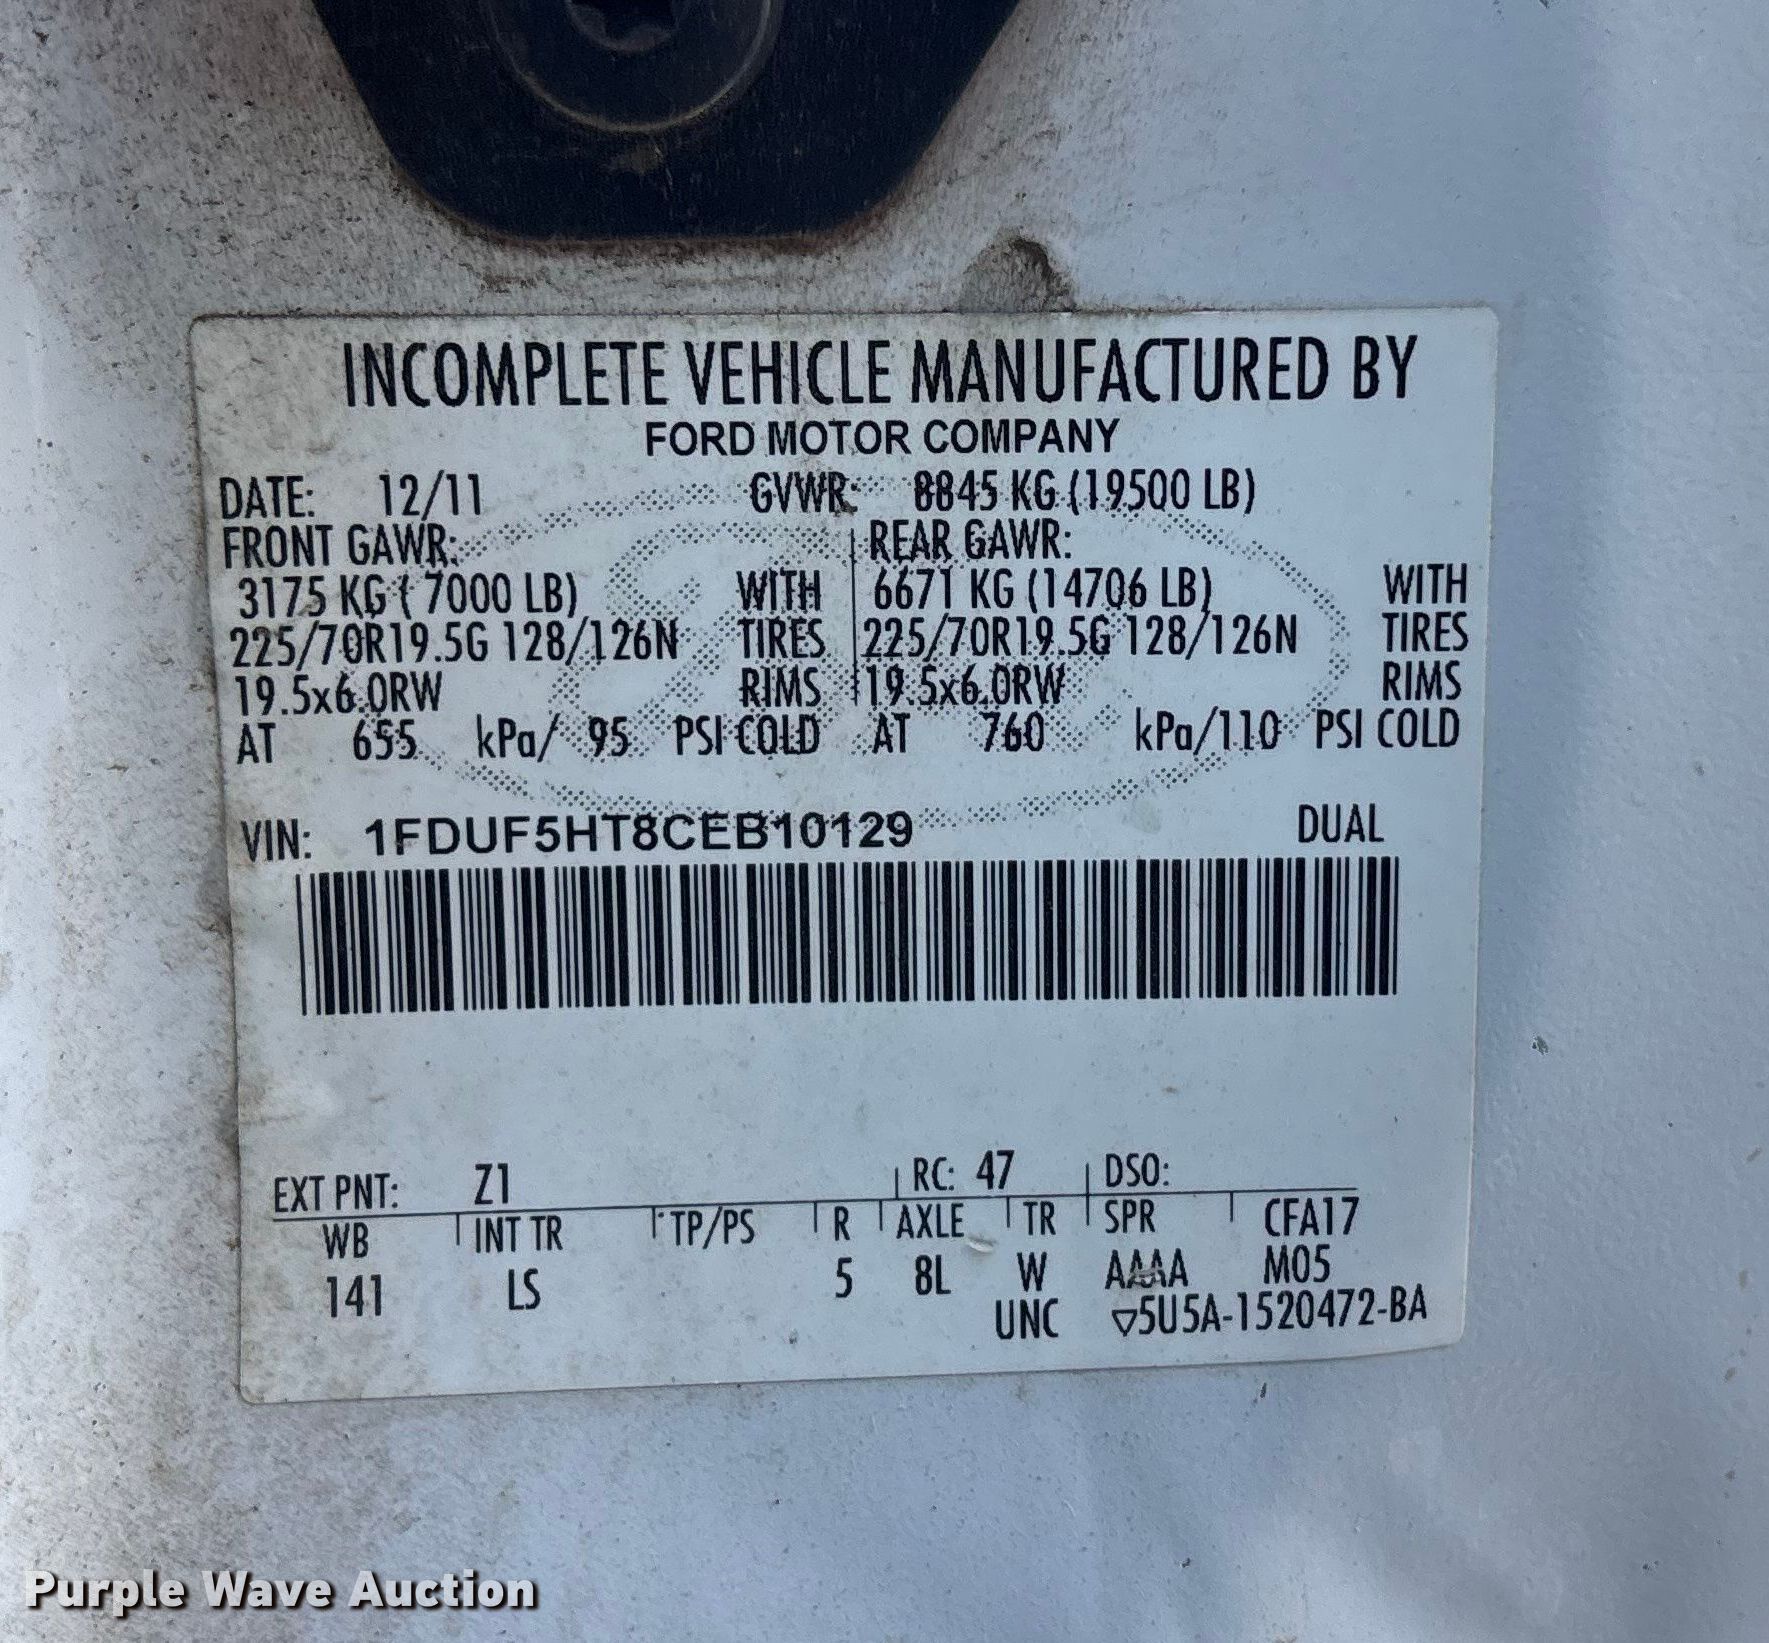 INCOMPLETE VEHICLE MANUFACTURED BY
FORD MOTOR COMPANY
DATE: 12/11 GVWR: 8845 KG (19500 LB)
FRONT GAWR: REAR GAWR:
3175 KG ( 7000 LB) WITH 6671 KG (14706 LB) WITH
225/70R19.5G 128/126N TIRES 225/70R19.5G 128/126N TIRES
19.5x6.0RW RIMS 19.5x6.0RW RIMS
AT 655 kPa/ 95 PSI COLD AT 760 kPa/110 PSI COLD
VIN: 1FDUF5HT8CEB10129 DUAL
EXT PNT: Z1 RC: 47 DSO:
WB INT TR TP/PS R AXLE TR SPR CFA17
141 LS 5 8L W AAAA M05
UNC ▽5U5A-1520472-BA
Purple Wave Auction